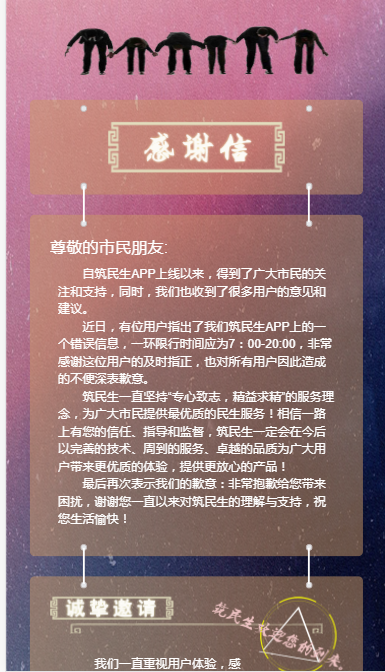 感谢信
尊敬的市民朋友:
自筑民生APP上线以来，得到了广大市民的关
注和支持，同时，我们也收到了很多用户的意见和
建议。
近日，有位用户指出了我们筑民生APP上的一
个错误信息，一环限行时间应为7：00-20:00，非常
感谢这位用户的及时指正，也对所有用户因此造成
的不便深表歉意。
筑民生一直坚持“专心致志，精益求精”的服务理
念，为广大市民提供最优质的民生服务！相信一路
上有您的信任、指导和监督，筑民生一定会在今后
以完善的技术、周到的服务、卓越的品质为广大用
户带来更优质的体验，提供更放心的产品！
最后再次表示我们的歉意：非常抱歉给您带来
困扰，谢谢您一直以来对筑民生的理解与支持，祝
您生活愉快！
诚挚邀请
我们一直重视用户体验，感